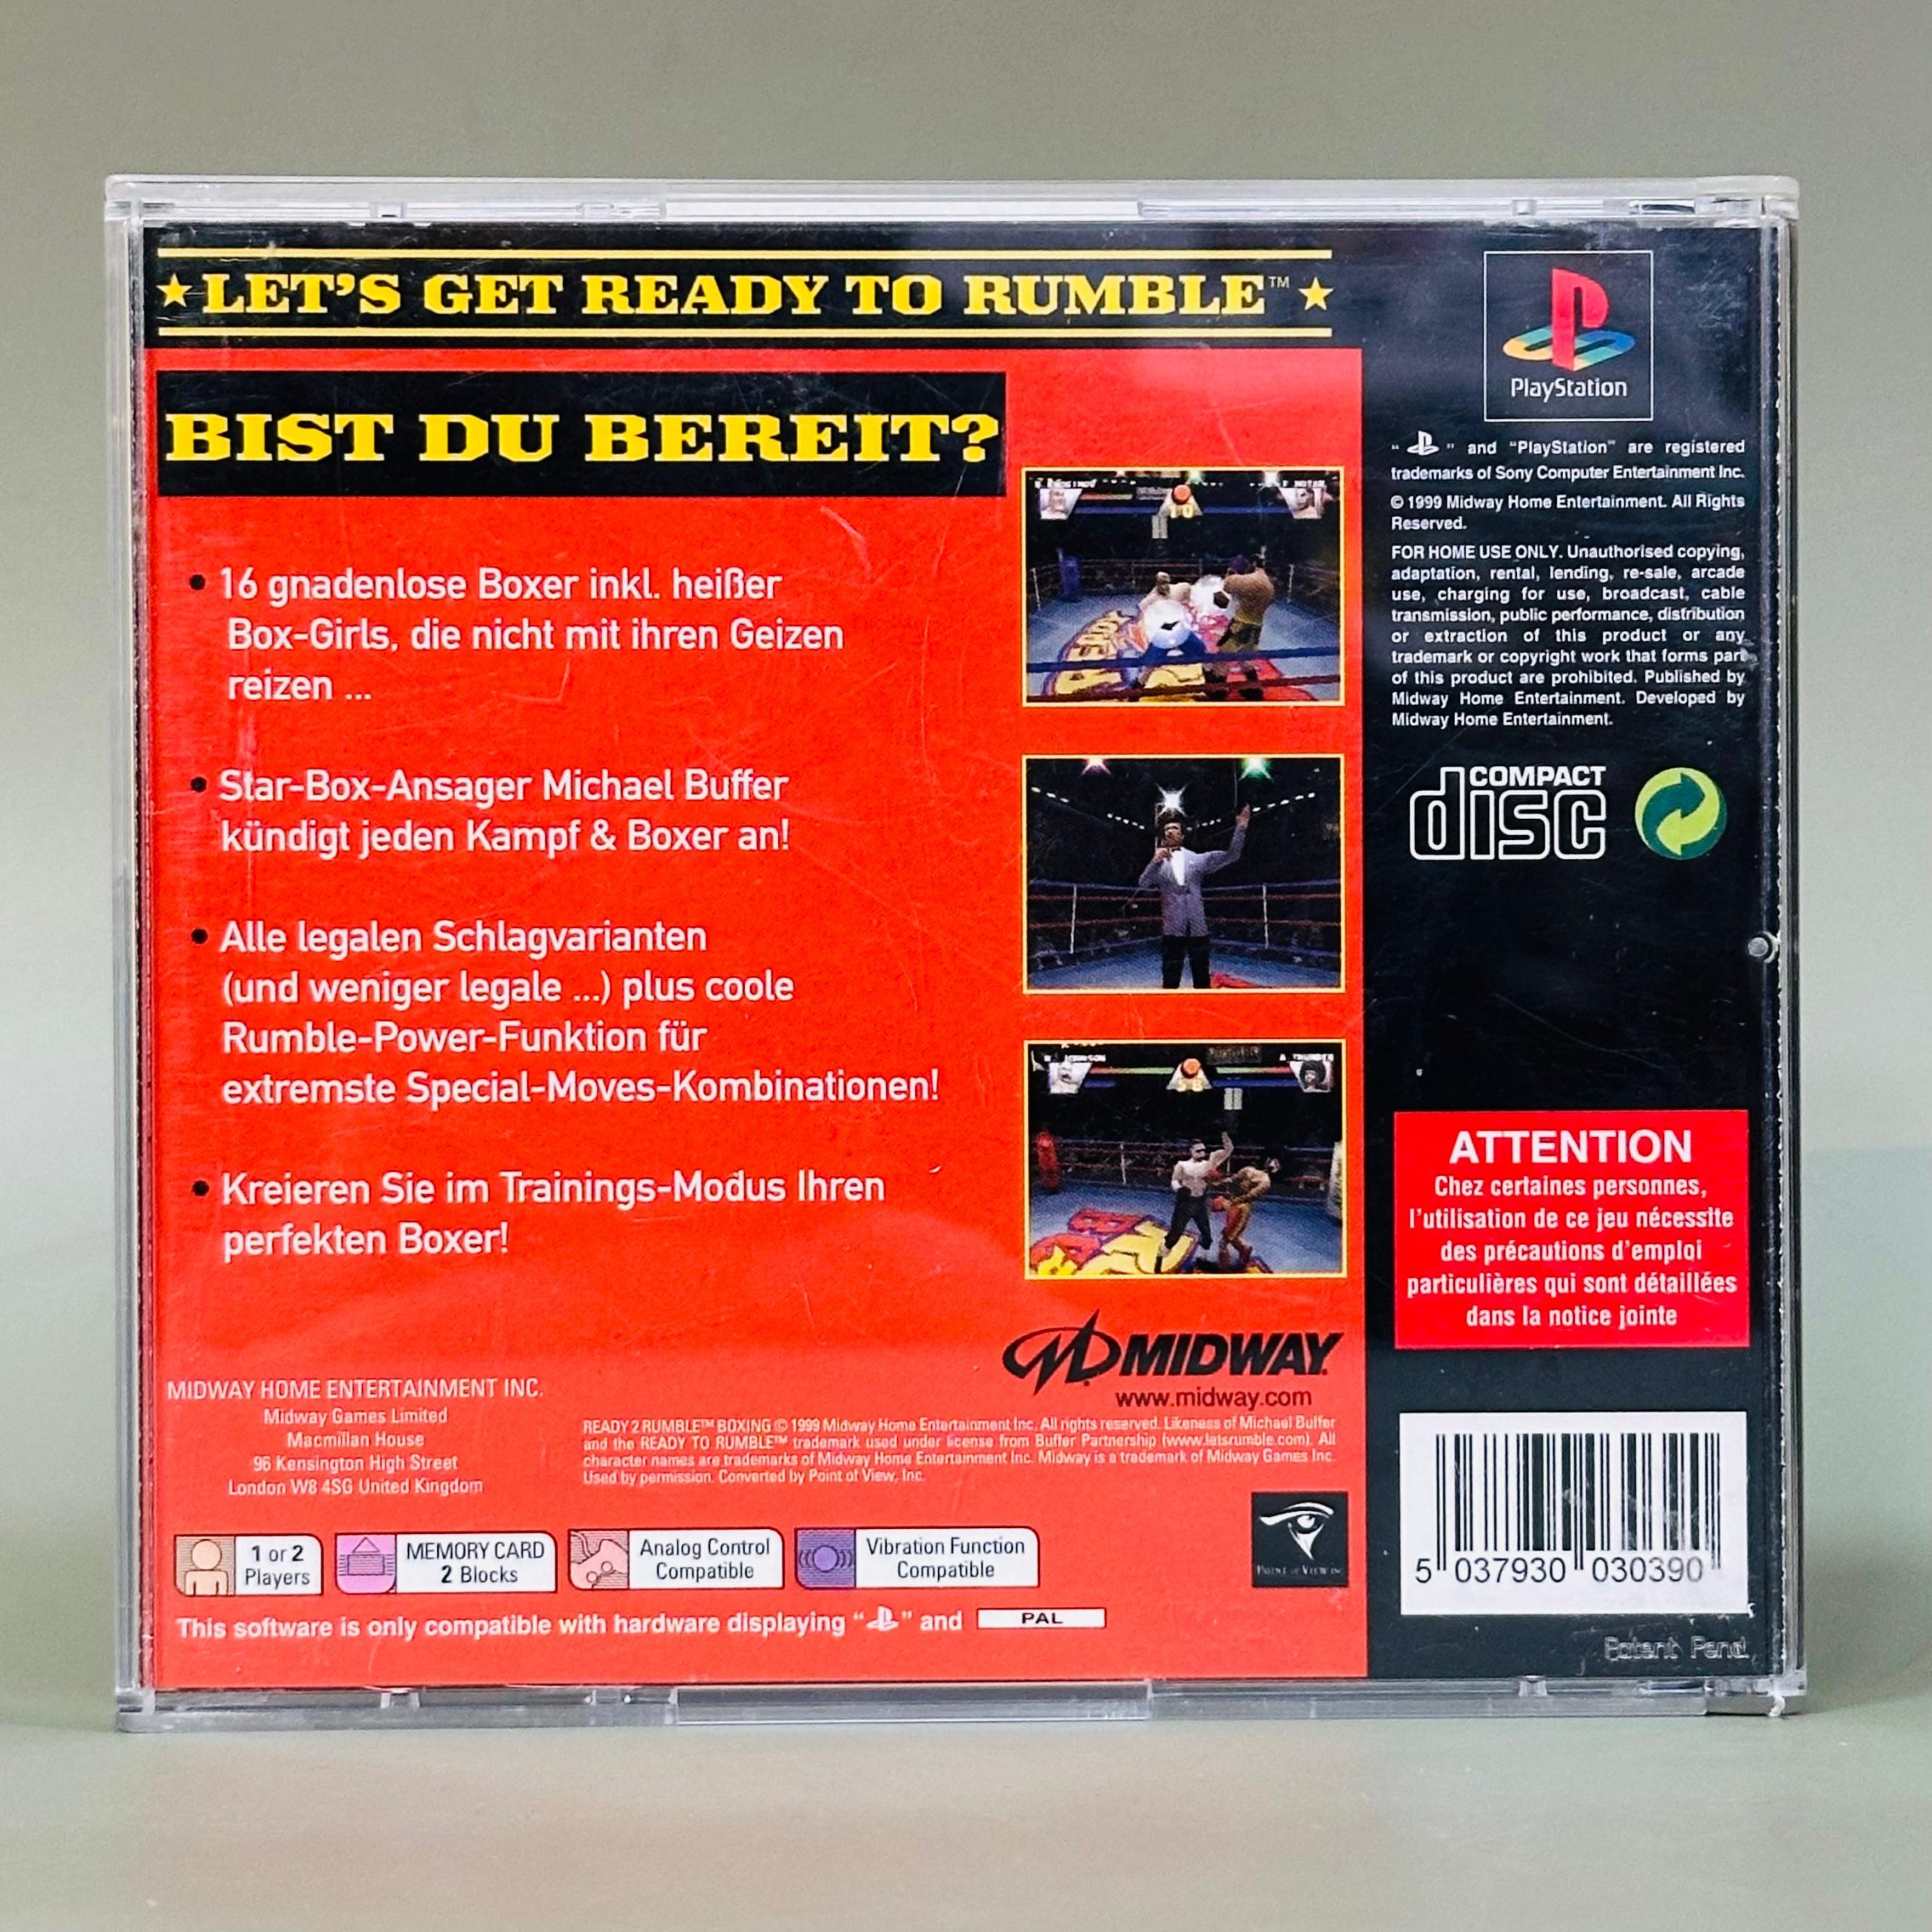 ★LET'S GET READY TO RUMBLE™★
BIST DU BEREIT?
• 16 gnadenlose Boxer inkl. heißer
Box-Girls, die nicht mit ihren Geizen
reizen ...
• Star-Box-Ansager Michael Buffer
kündigt jeden Kampf & Boxer an!
• Alle legalen Schlagvarianten
(und weniger legale ...) plus coole
Rumble-Power-Funktion für
extremste Special-Moves-Kombinationen!
• Kreieren Sie im Trainings-Modus Ihren
perfekten Boxer!
MIDWAY
www.midway.com
MIDWAY HOME ENTERTAINMENT INC.
Midway Games Limited
Macmillan House
96 Kensington High Street
London W8 4SG United Kingdom
READY 2 RUMBLE™ BOXING © 1999 Midway Home Entertainment Inc. All rights reserved. Likeness of Michael Buffer
and the READY TO RUMBLE™ trademark used under license from Buffer Partnership (www.letsrumble.com). All
character names are trademarks of Midway Home Entertainment Inc. Midway is a trademark of Midway Games Inc.
Used by permission. Converted by Point of View, Inc.
POINT OF VIEW INC
1 or 2
Players
MEMORY CARD
2 Blocks
Analog Control
Compatible
Vibration Function
Compatible
This software is only compatible with hardware displaying " " and PAL
PlayStation
" " and "PlayStation" are registered
trademarks of Sony Computer Entertainment Inc.
© 1999 Midway Home Entertainment. All Rights
Reserved.
FOR HOME USE ONLY. Unauthorised copying,
adaptation, rental, lending, re-sale, arcade
use, charging for use, broadcast, cable
transmission, public performance, distribution
or extraction of this product or any
trademark or copyright work that forms part
of this product are prohibited. Published by
Midway Home Entertainment. Developed by
Midway Home Entertainment.
COMPACT
disc
ATTENTION
Chez certaines personnes,
l'utilisation de ce jeu nécessite
des précautions d'emploi
particulières qui sont détaillées
dans la notice jointe
5 037930 030390
Patent Pend.